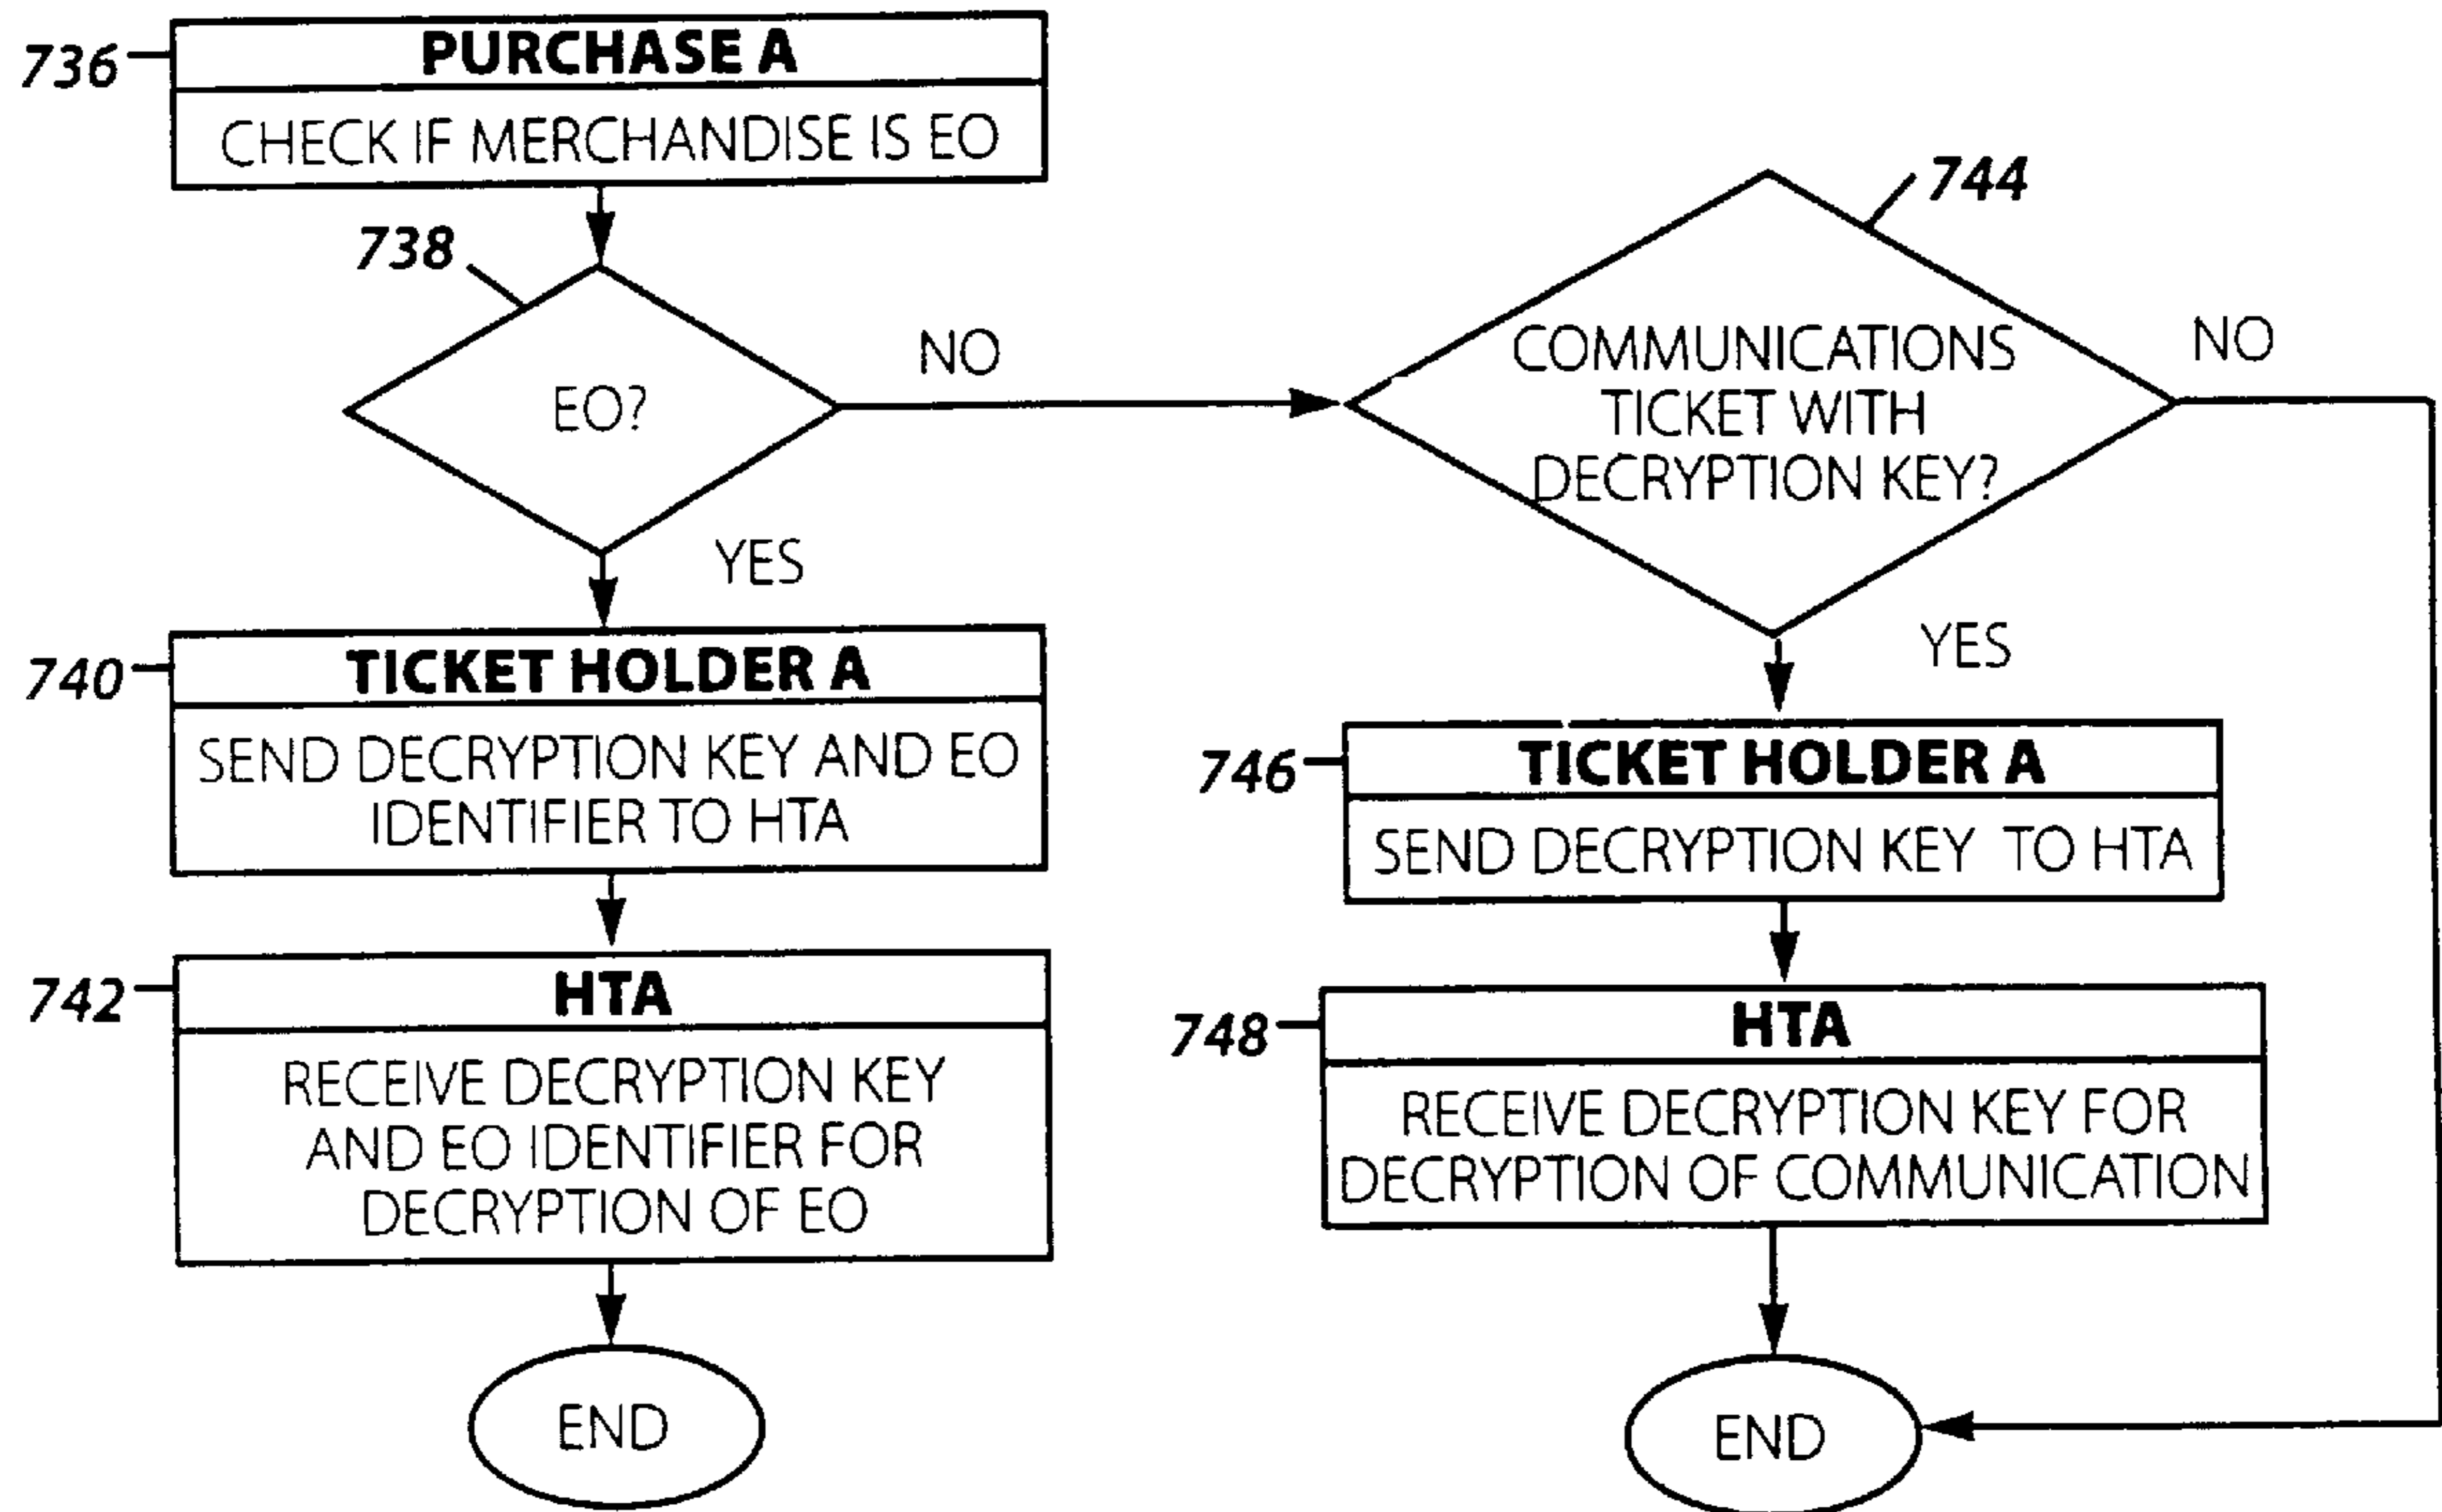 736
PURCHASE A
CHECK IF MERCHANDISE IS EO
738
EO?
NO
YES
744
COMMUNICATIONS
TICKET WITH
DECRYPTION KEY?
NO
YES
740
TICKET HOLDER A
SEND DECRYPTION KEY AND EO
IDENTIFIER TO HTA
742
HTA
RECEIVE DECRYPTION KEY
AND EO IDENTIFIER FOR
DECRYPTION OF EO
END
746
TICKET HOLDER A
SEND DECRYPTION KEY TO HTA
748
HTA
RECEIVE DECRYPTION KEY FOR
DECRYPTION OF COMMUNICATION
END